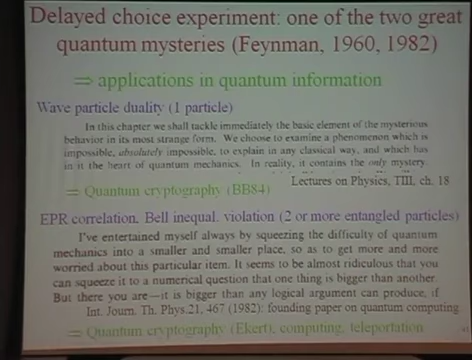 Delayed choice experiment: one of the two great
quantum mysteries (Feynman, 1960, 1982)
⇒ applications in quantum information
Wave particle duality (1 particle)
In this chapter we shall tackle immediately the basic element of the mysterious
behavior in its most strange form. We choose to examine a phenomenon which is
impossible, absolutely impossible, to explain in any classical way, and which has
in it the heart of quantum mechanics. In reality, it contains the only mystery.
Lectures on Physics, TIII, ch. 18
⇒ Quantum cryptography (BB84)
EPR correlation, Bell inequal. violation (2 or more entangled particles)
I've entertained myself always by squeezing the difficulty of quantum
mechanics into a smaller and smaller place, so as to get more and more
worried about this particular item. It seems to be almost ridiculous that you
can squeeze it to a numerical question that one thing is bigger than another.
But there you are—it is bigger than any logical argument can produce, if
Int. Journ. Th. Phys.21, 467 (1982): founding paper on quantum computing
⇒ Quantum cryptography (Ekert), computing, teleportation